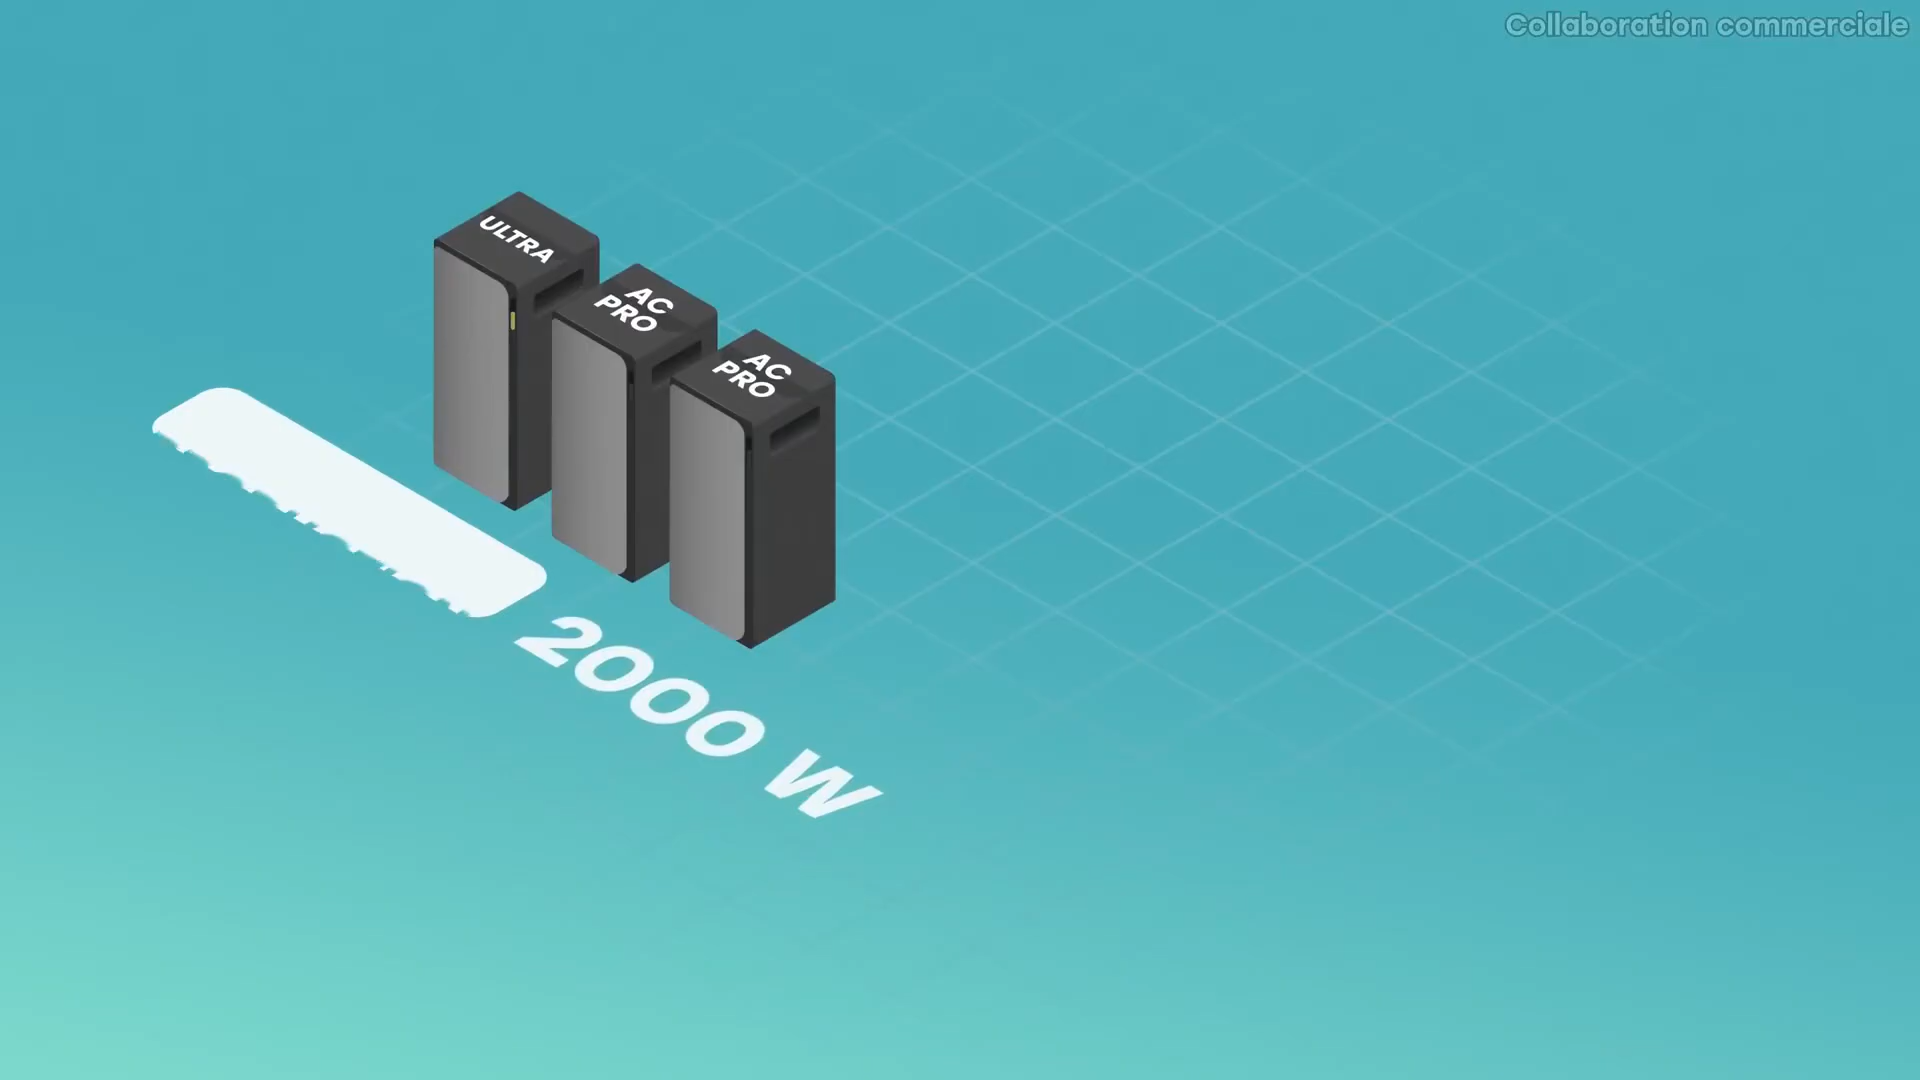 Collaboration commerciale
ULTRA
AC
PRO
AC
PRO
2000 W